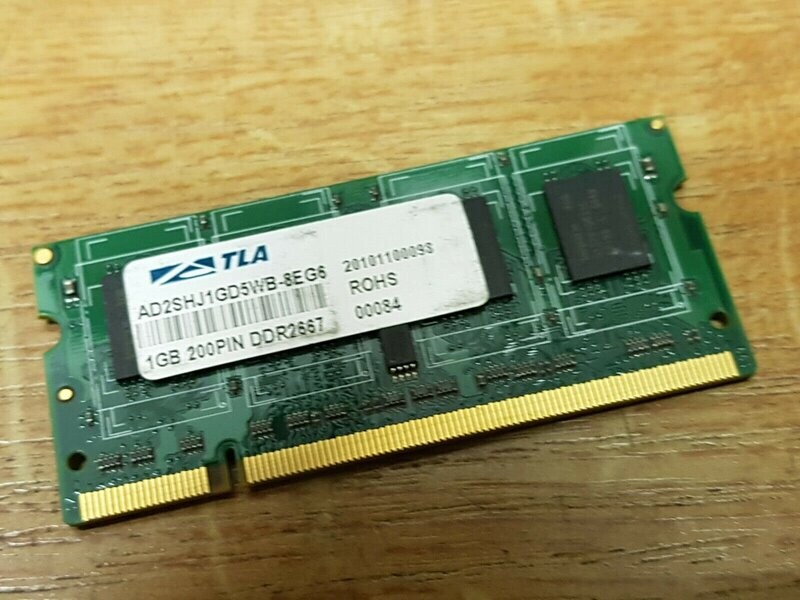 TLA
AD2SHJ1GD5WB-8EG6
20101100093
ROHS
1GB 200PIN DDR2667
00084